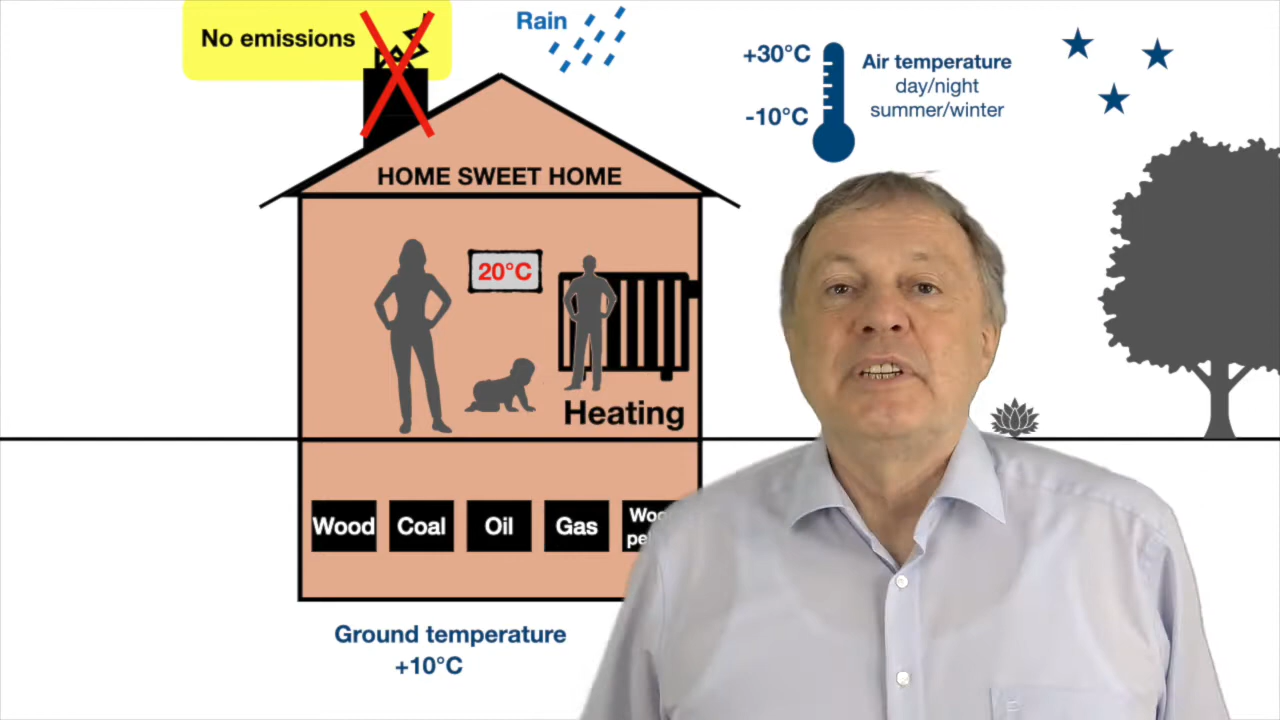 No emissions
Rain
+30°C
-10°C
Air temperature
day/night
summer/winter
HOME SWEET HOME
20°C
Heating
Wood
Coal
Oil
Gas
Ground temperature
+10°C